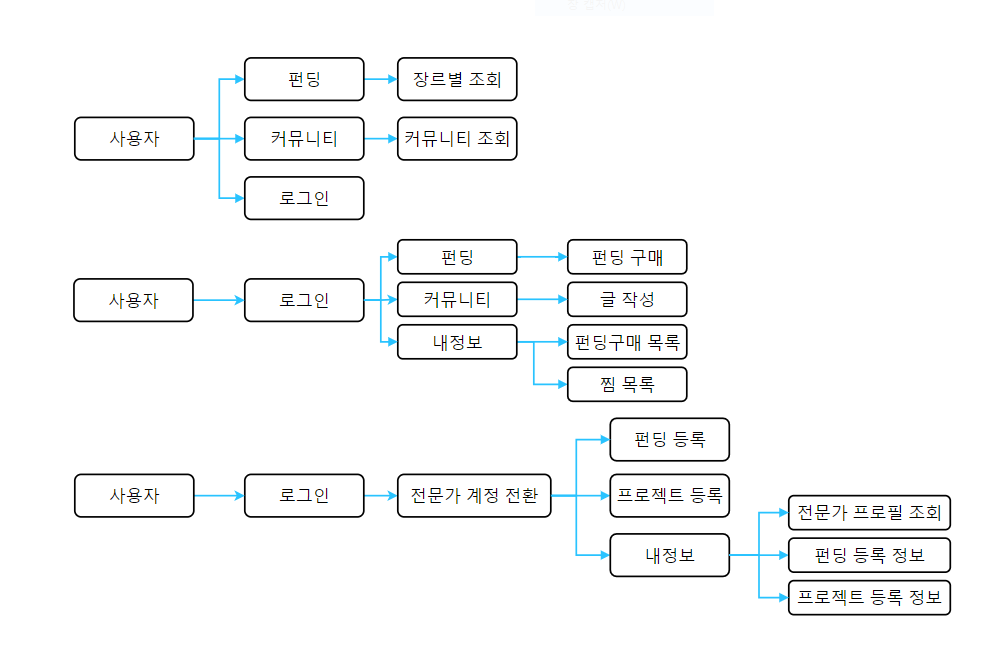 펀딩
장르별 조회
사용자
커뮤니티
커뮤니티 조회
로그인
펀딩
펀딩 구매
사용자
로그인
커뮤니티
글 작성
내정보
펀딩구매 목록
찜 목록
펀딩 등록
사용자
로그인
전문가 계정 전환
프로젝트 등록
내정보
전문가 프로필 조회
펀딩 등록 정보
프로젝트 등록 정보